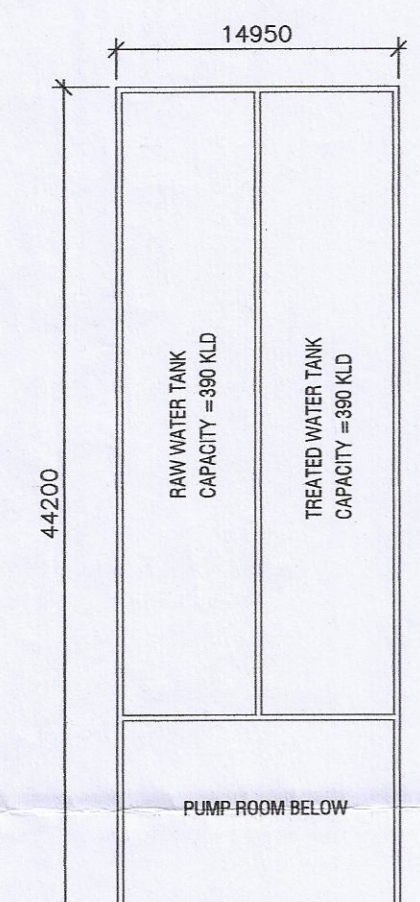 14950
44200
RAW WATER TANK
CAPACITY = 390 KLD
TREATED WATER TANK
CAPACITY = 390 KLD
PUMP ROOM BELOW